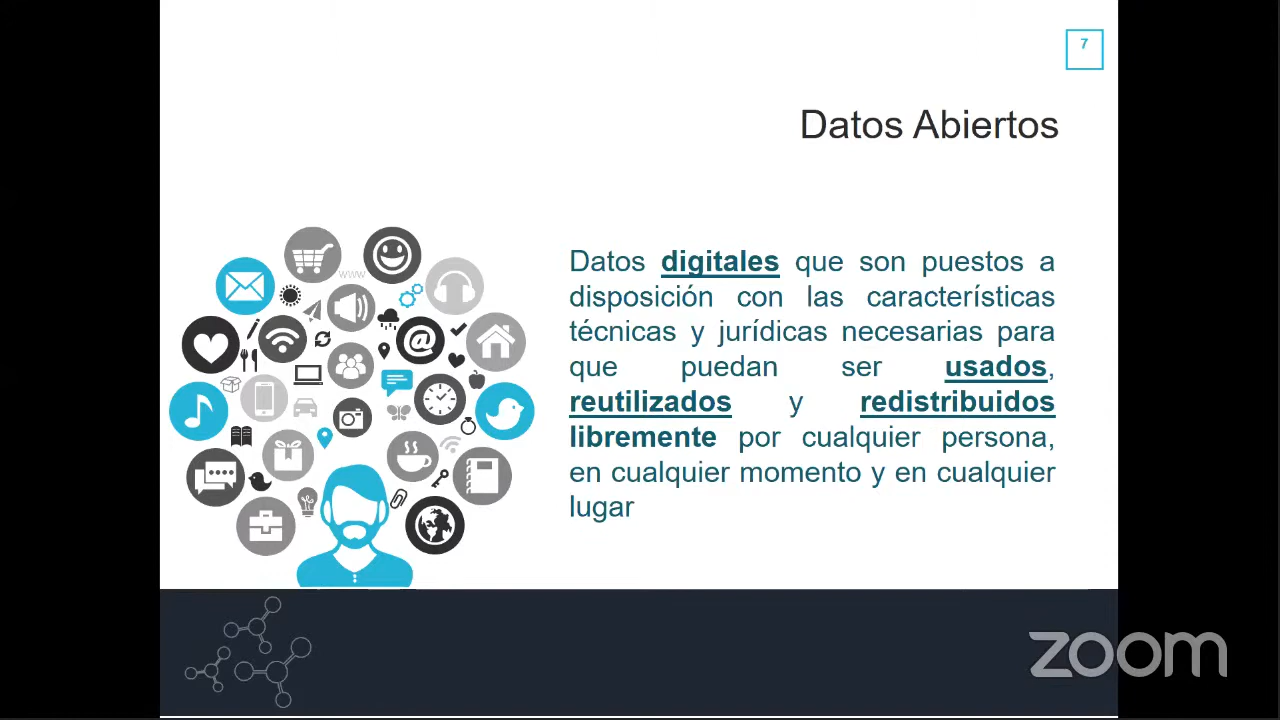 7
Datos Abiertos
www
@
Datos digitales que son puestos a
disposición con las características
técnicas y jurídicas necesarias para
que puedan ser usados,
reutilizados y redistribuidos
libremente por cualquier persona,
en cualquier momento y en cualquier
lugar
zoom